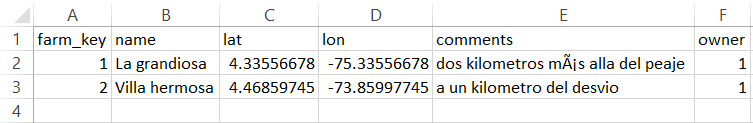 A B C D E F
1 farm_key name lat lon comments owner
2 1 La grandiosa 4.33556678 -75.33556678 dos kilometros mÃ¡s alla del peaje 1
3 2 Villa hermosa 4.46859745 -73.85997745 a un kilometro del desvio 1
4